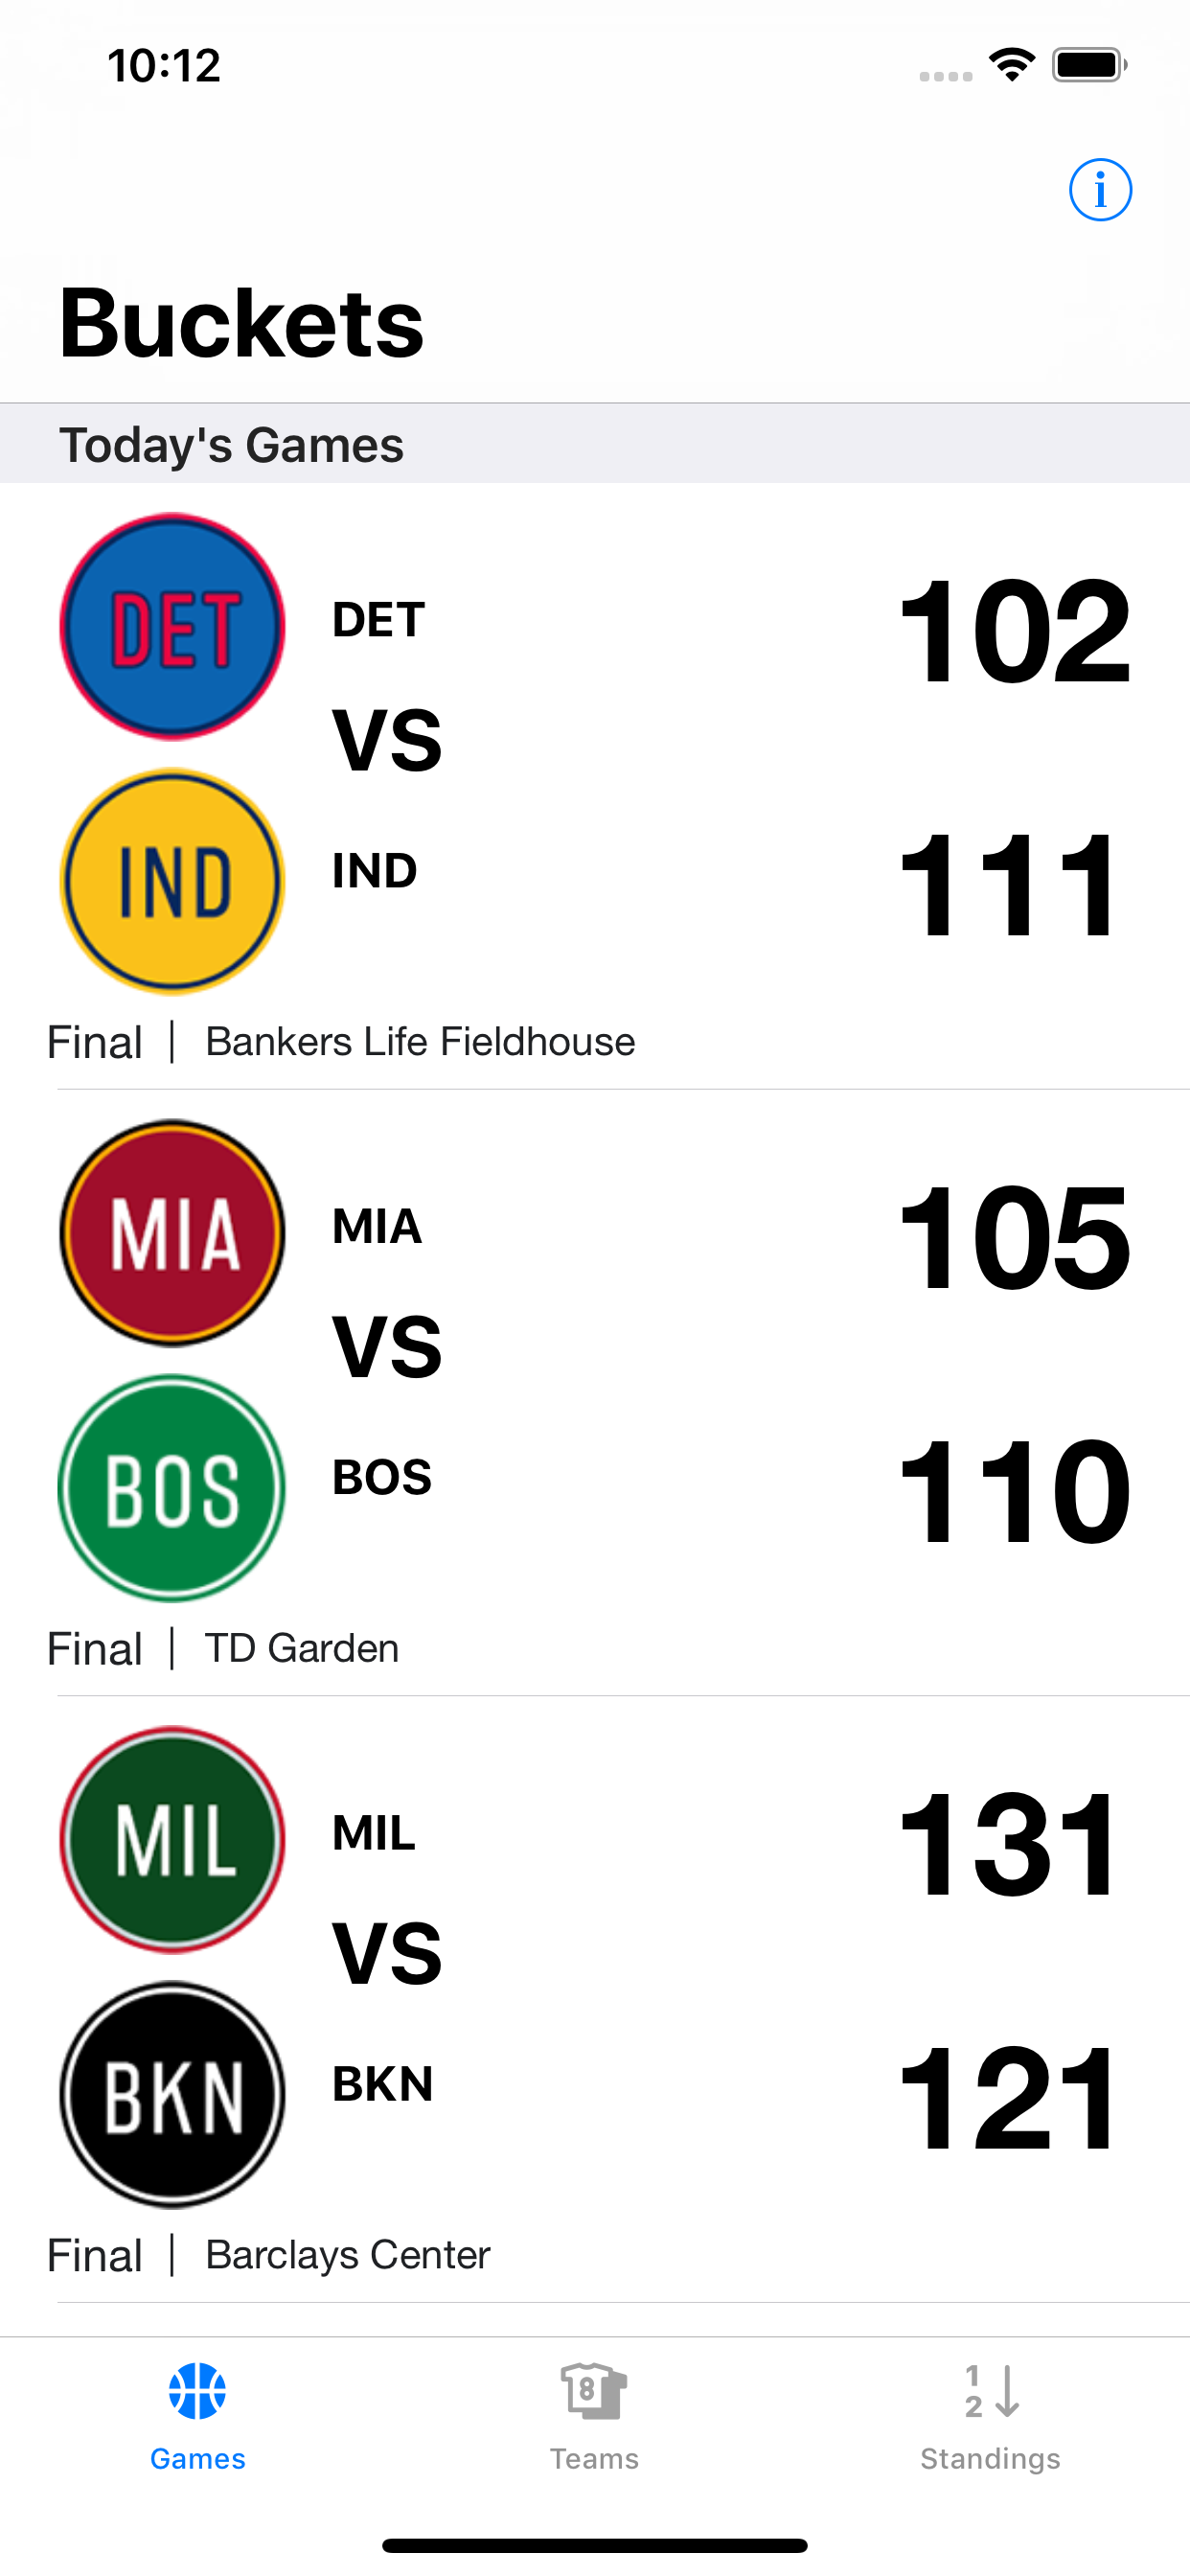 10:12
i
Buckets
Today's Games
DET
DET
102
VS
IND
IND
111
Final | Bankers Life Fieldhouse
MIA
MIA
105
VS
BOS
BOS
110
Final | TD Garden
MIL
MIL
131
VS
BKN
BKN
121
Final | Barclays Center
8
1
2
Games
Teams
Standings